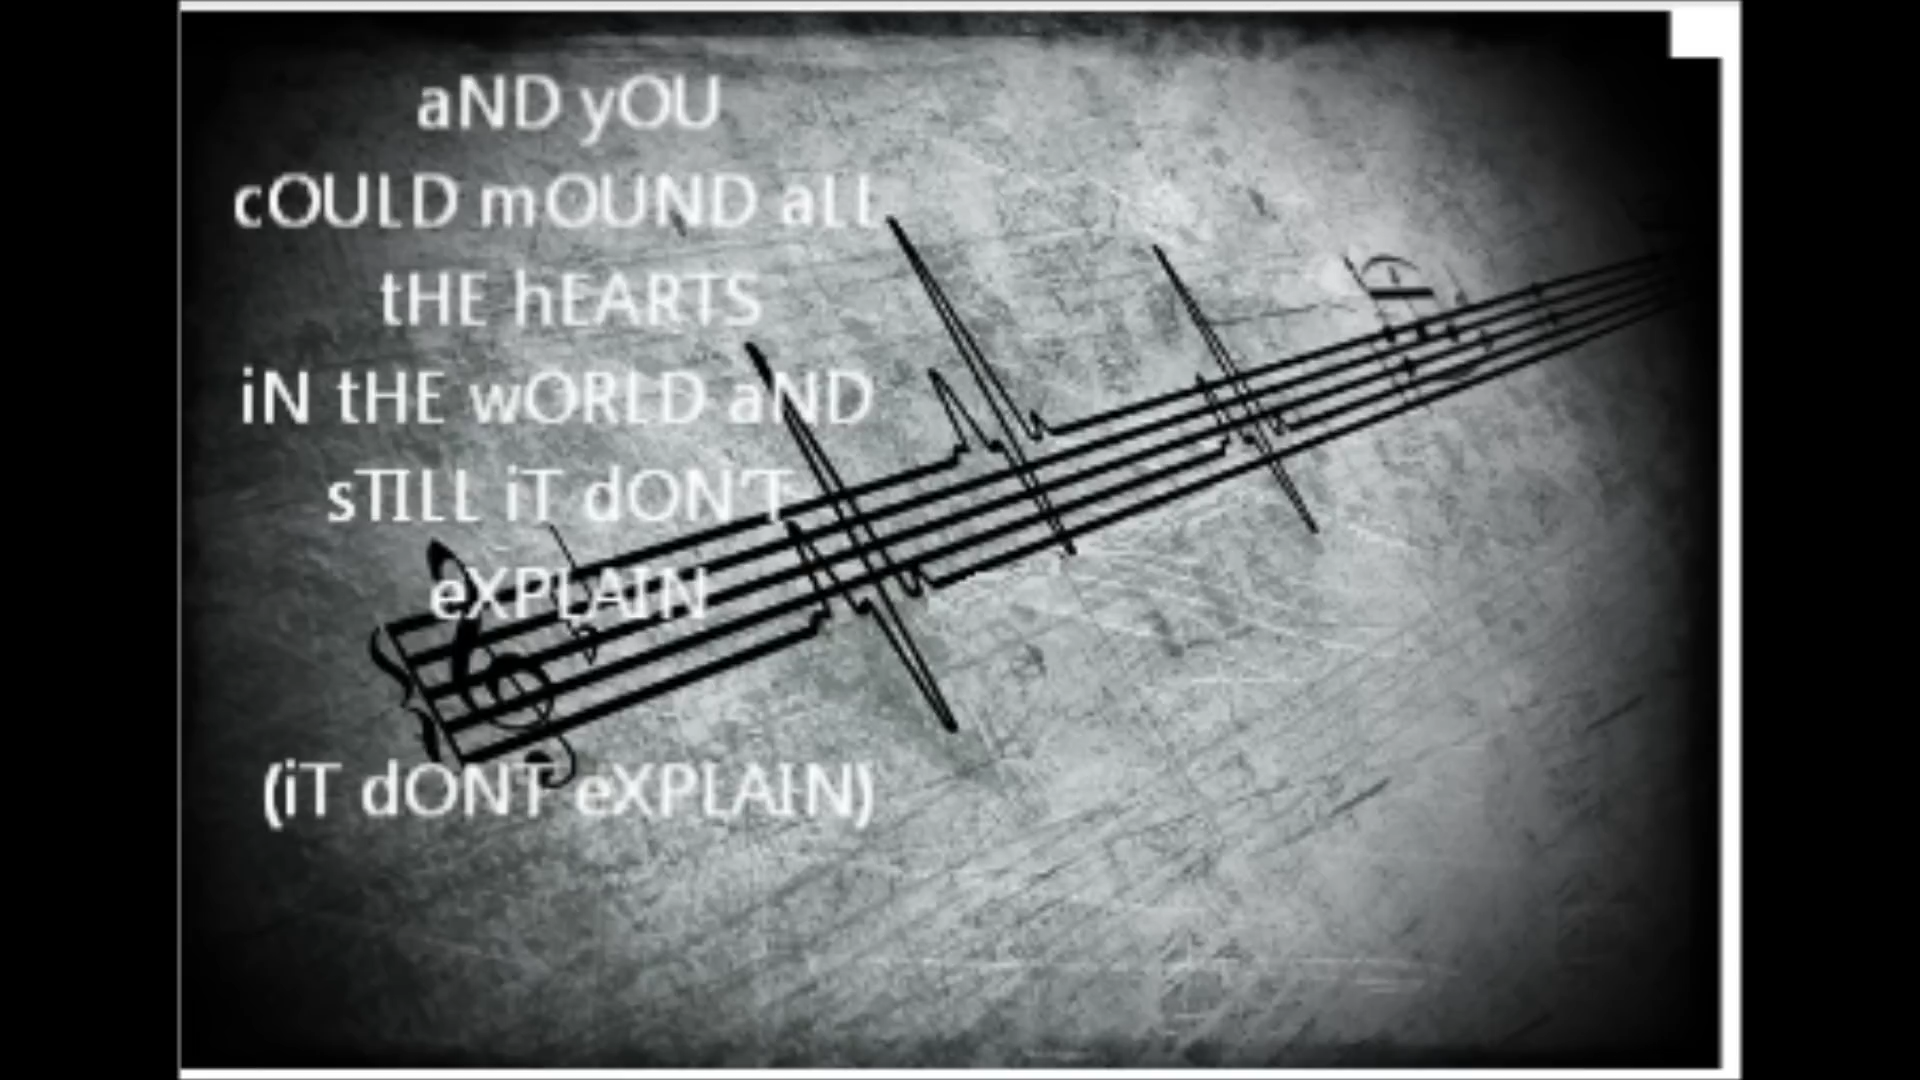 aND yOU
cOULD mOUND aLL
tHE hEARTS
iN tHE wORLD aND
sTILL iT dON'T
eXPLAIN
(iT dONT eXPLAIN)